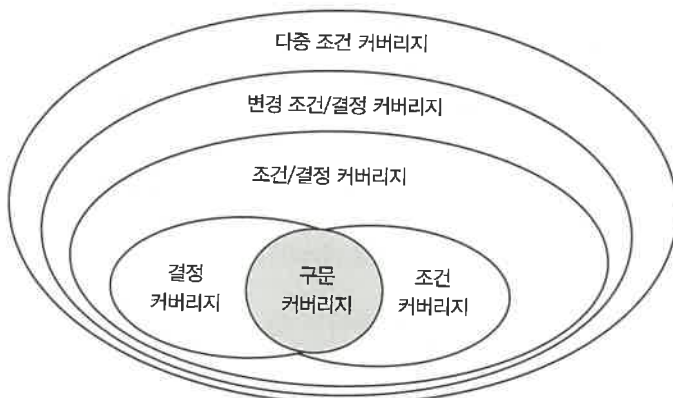 다중 조건 커버리지
변경 조건/결정 커버리지
조건/결정 커버리지
결정
커버리지
구문
커버리지
조건
커버리지